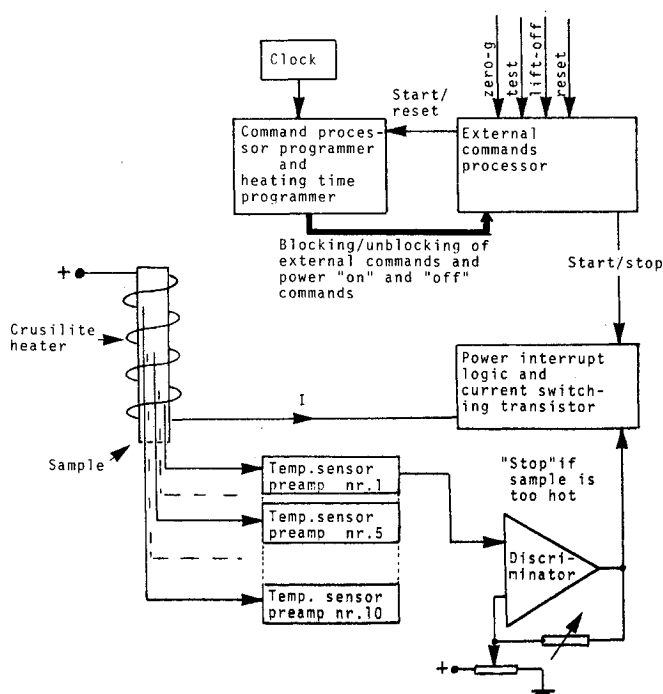 Clock
zero-g
test
lift-off
reset
Start/
reset
Command proces-
sor programmer
and
heating time
programmer
External
commands
processor
Blocking/unblocking of
external commands and
power "on" and "off"
commands
Start/stop
+
Crusilite
heater
Power interrupt
logic and
current switch-
ing transistor
I
Sample
Temp.sensor
preamp nr.1
"Stop"if
sample is
too hot
Temp.sensor
preamp nr.5
Discri-
minator
Temp. sensor
preamp nr.10
+